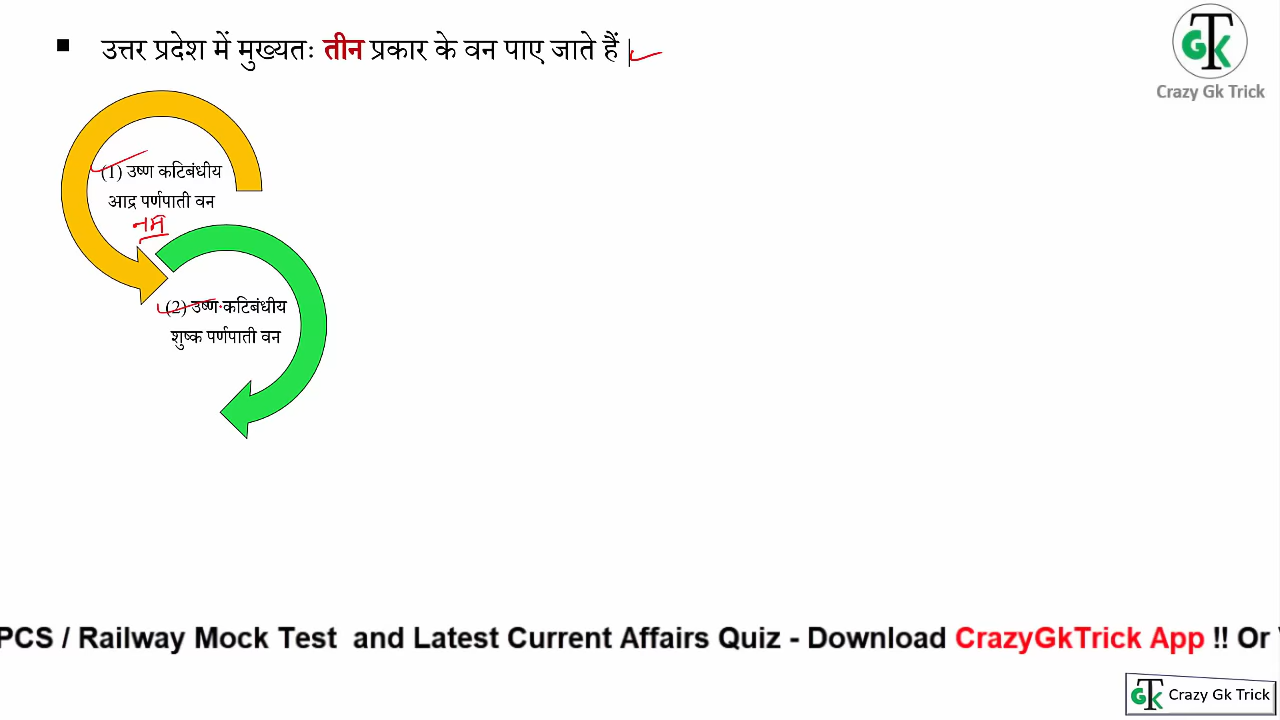 ▪ उत्तर प्रदेश में मुख्यतः तीन प्रकार के वन पाए जाते हैं |
TGK
Crazy Gk Trick
(1) उष्ण कटिबंधीय
आद्र पर्णपाती वन
नम
(2) उष्ण कटिबंधीय
शुष्क पर्णपाती वन
PCS / Railway Mock Test and Latest Current Affairs Quiz - Download CrazyGkTrick App !! Or
TGK Crazy Gk Trick